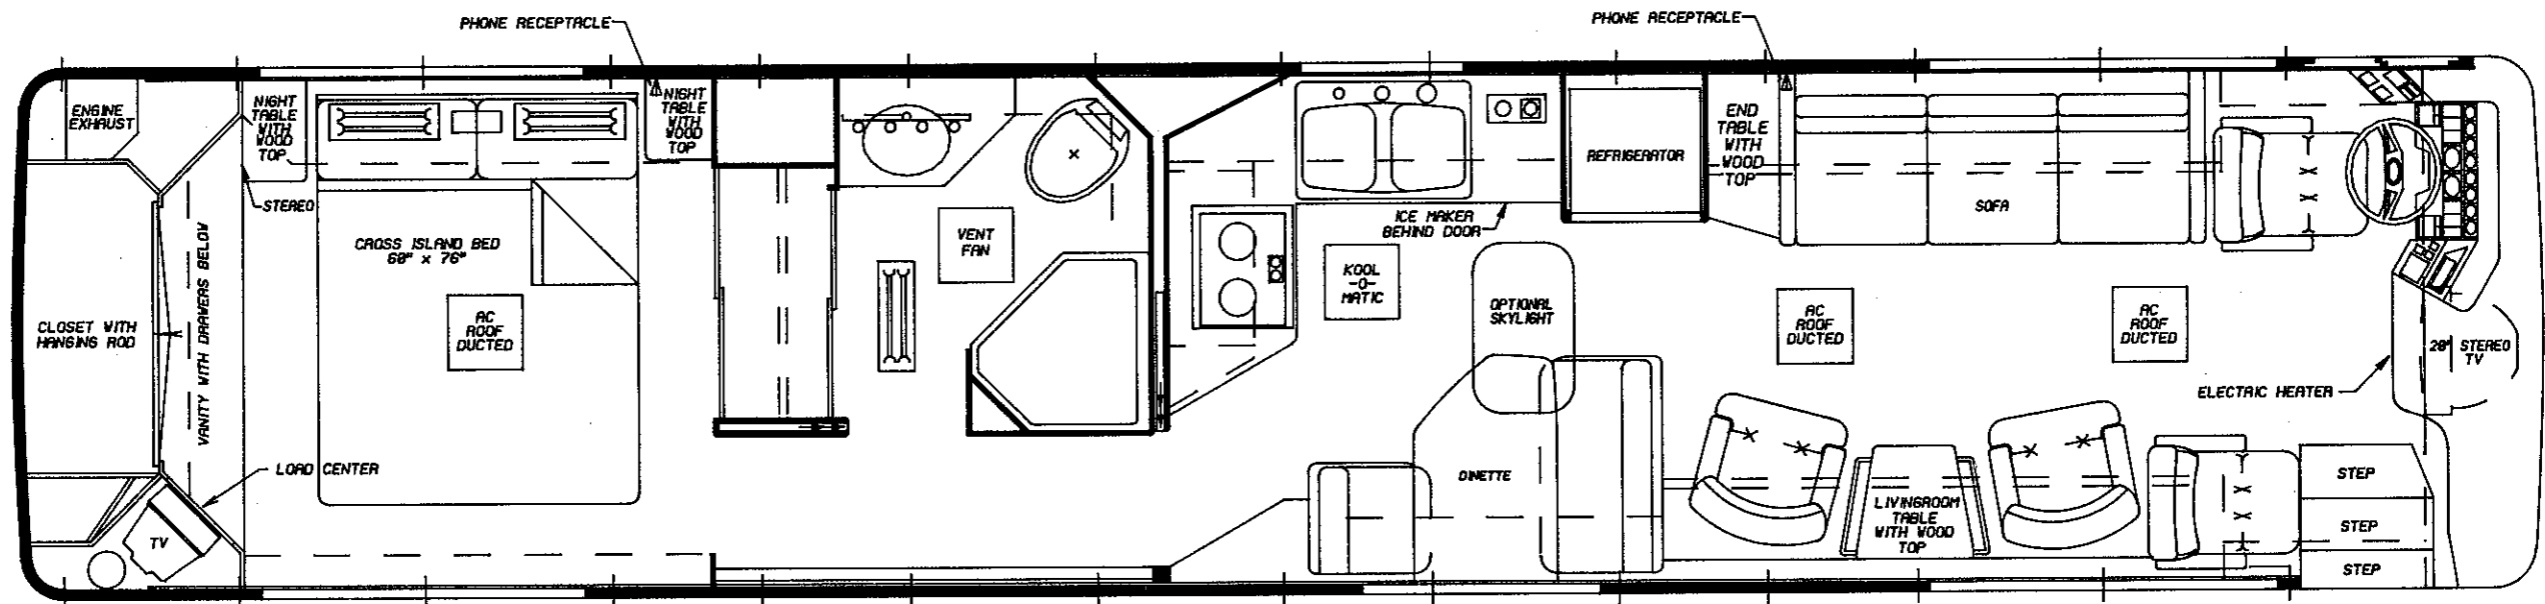 PHONE RECEPTACLE
PHONE RECEPTACLE
ENGINE
EXHAUST
NIGHT
TABLE
WITH
WOOD
TOP
NIGHT
TABLE
WITH
WOOD
TOP
STEREO
CROSS ISLAND BED
60" x 76"
AC
ROOF
DUCTED
CLOSET WITH
HANGING ROD
VANITY WITH DRAWERS BELOW
LOAD CENTER
TV
VENT
FAN
ICE MAKER
BEHIND DOOR
KOOL
-O-
MATIC
OPTIONAL
SKYLIGHT
REFRIGERATOR
END
TABLE
WITH
WOOD
TOP
SOFA
AC
ROOF
DUCTED
AC
ROOF
DUCTED
20" STEREO
TV
ELECTRIC HEATER
DINETTE
LIVINGROOM
TABLE
WITH WOOD
TOP
STEP
STEP
STEP